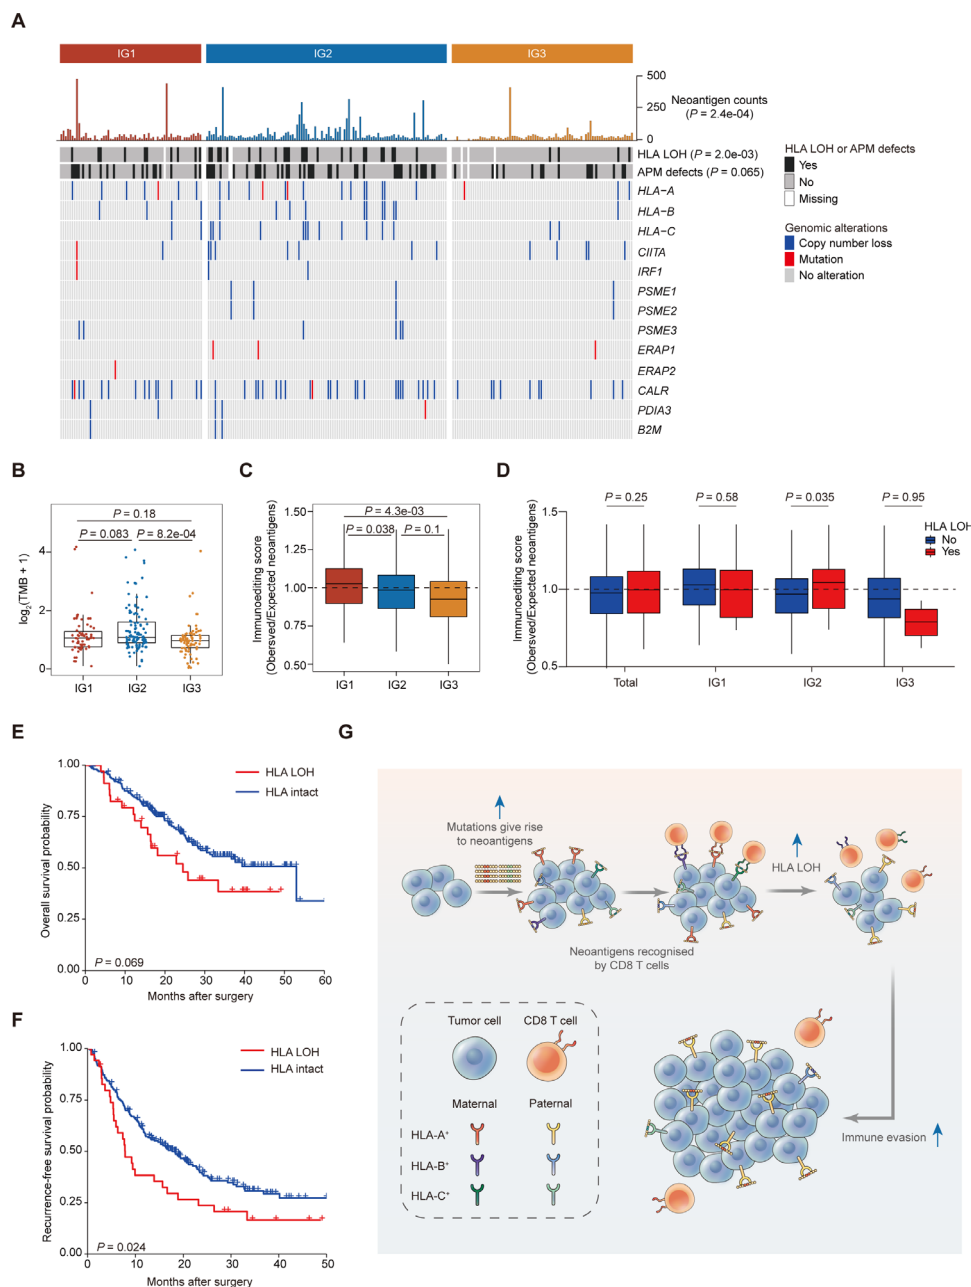 A
IG1 IG2 IG3
500
250
0
Neoantigen counts
(P = 2.4e-04)
HLA LOH (P = 2.0e-03)
APM defects (P = 0.065)
HLA−A
HLA−B
HLA−C
CIITA
IRF1
PSME1
PSME2
PSME3
ERAP1
ERAP2
CALR
PDIA3
B2M
HLA LOH or APM defects
Yes
No
Missing
Genomic alterations
Copy number loss
Mutation
No alteration
B
P = 0.18
P = 0.083 P = 8.2e-04
log2(TMB + 1)
4
2
0
IG1 IG2 IG3
C
P = 4.3e-03
P = 0.038 P = 0.1
Immunoediting score
(Obersved/Expected neoantigens)
1.50
1.25
1.00
0.75
0.50
IG1 IG2 IG3
D
P = 0.25 P = 0.58 P = 0.035 P = 0.95
HLA LOH
No
Yes
Immunoediting score
(Obersved/Expected neoantigens)
1.5
1.0
0.5
Total IG1 IG2 IG3
E
HLA LOH
HLA intact
Overall survival probability
1.00
0.75
0.50
0.25
0.00
P = 0.069
0 10 20 30 40 50 60
Months after surgery
F
HLA LOH
HLA intact
Recurrence-free survival probability
1.00
0.75
0.50
0.25
0.00
P = 0.024
0 10 20 30 40 50
Months after surgery
G
Mutations give rise
to neoantigens
HLA LOH
Neoantigens recognised
by CD8 T cells
Immune evasion
Tumor cell CD8 T cell
Maternal Paternal
HLA-A+
HLA-B+
HLA-C+